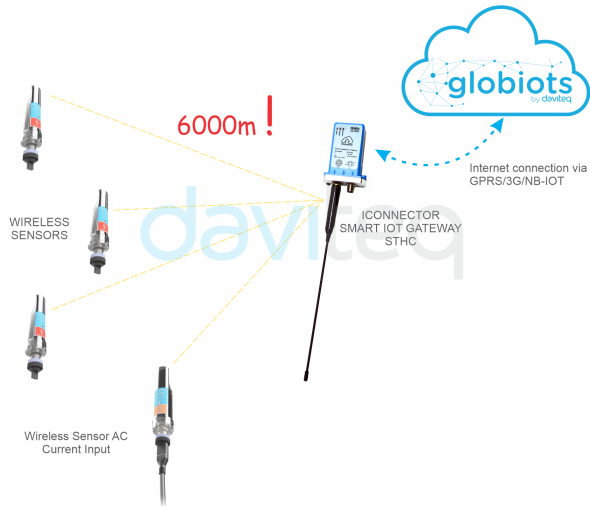 globiots
by daviteq
6000m!
Internet connection via
GPRS/3G/NB-IOT
WIRELESS
SENSORS
ICONNECTOR
SMART IOT GATEWAY
STHC
daviteq
Wireless Sensor AC
Current Input